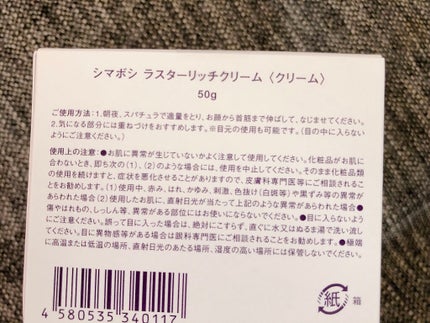 シマボシ ラスターリッチクリーム〈クリーム〉
50g
ご使用方法:1.朝夜、スパチュラで適量をとり、お顔から首筋まで伸ばして、なじませてください。
2.気になる部分には重ねづけをおすすめします。※目元の使用も可能です。(目の中に入らない
ようにご注意ください。)
使用上の注意:●お肌に異常が生じていないかよく注意して使用してください。化粧品がお肌に
合わないとき、即ち次の(1)、(2)のような場合には、使用を中止してください。そのまま化粧品類
の使用を続けますと、症状を悪化させることがありますので、皮膚科専門医等にご相談されるこ
とをお勧めします。(1)使用中、赤み、はれ、かゆみ、刺激、色抜け(白斑等)や黒ずみ等の異常が
あらわれた場合(2)使用したお肌に、直射日光が当たって上記のような異常があらわれた場合●
傷やはれもの、しっしん等、異常がある部位にはお使いにならないでください。●目に入らないよう
にご注意ください。誤って目に入った場合は、絶対にこすらず、直ぐに水又はぬるま湯で洗い流し
てください。目に異物感等がある場合は眼科専門医にご相談されることをお勧めします。●極端
に高温または低温の場所、直射日光のあたる場所、湿度の高い場所には保管しないでください。
4 580535 340117
紙 箱